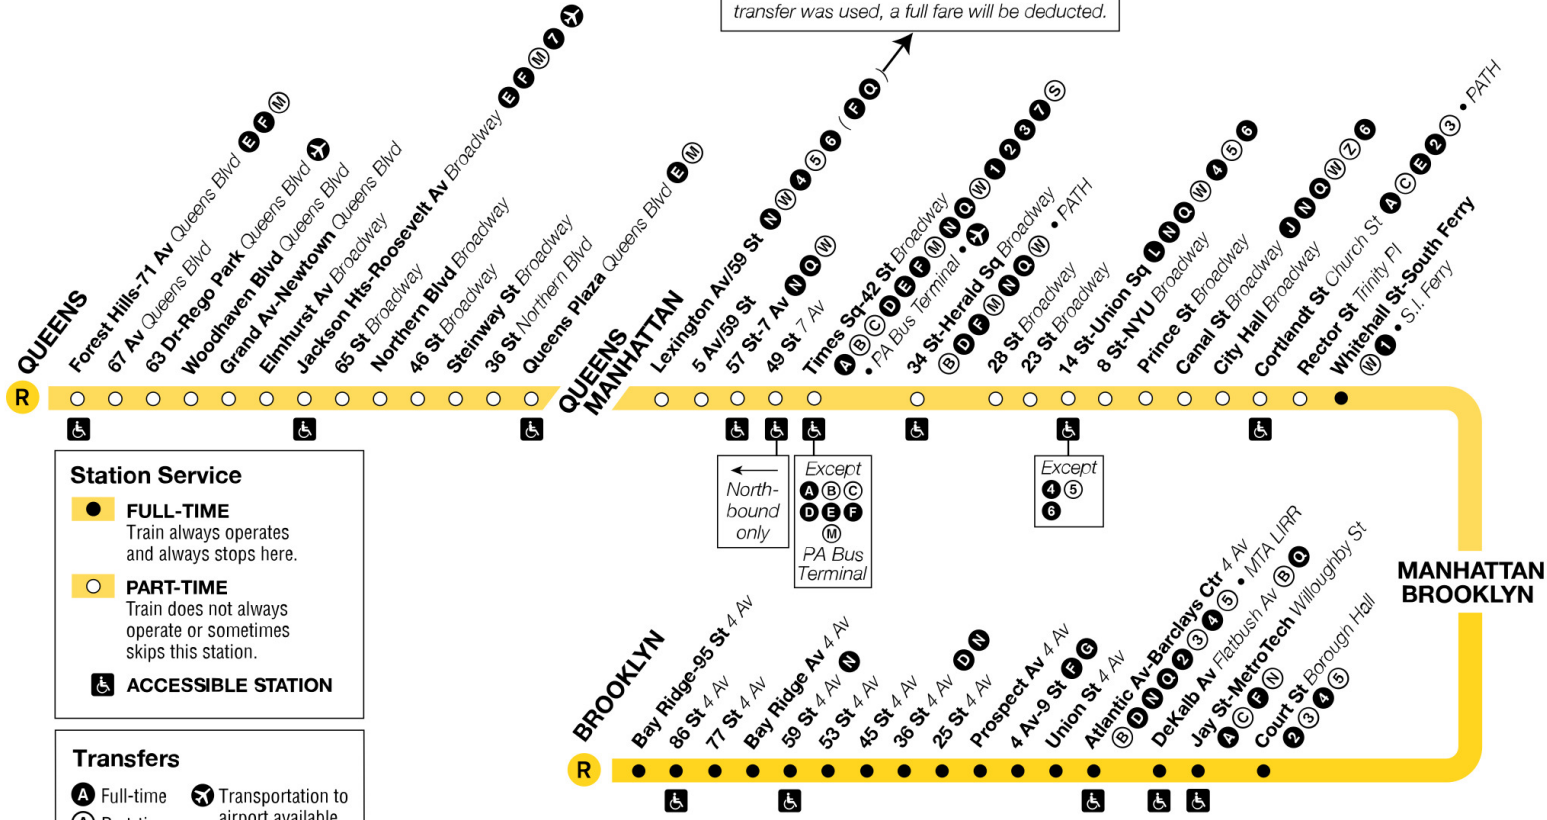 transfer was used, a full fare will be deducted.
QUEENS
Forest Hills-71 Av Queens Blvd E F M
67 Av Queens Blvd
63 Dr-Rego Park Queens Blvd
Woodhaven Blvd Queens Blvd
Grand Av-Newtown Queens Blvd
Elmhurst Av Broadway
Jackson Hts-Roosevelt Av Broadway E F M 7
65 St Broadway
Northern Blvd Broadway
46 St Broadway
Steinway St Broadway
36 St Northern Blvd
Queens Plaza Queens Blvd E M
QUEENS
MANHATTAN
Lexington Av/59 St N W 4 5 6 (F Q)
5 Av/59 St
57 St-7 Av N Q W
49 St 7 Av
Times Sq-42 St Broadway
A B C D E F M N Q W 1 2 3 7 S
• PA Bus Terminal •
34 St-Herald Sq Broadway
B D F M N Q W • PATH
28 St Broadway
23 St Broadway
14 St-Union Sq L N Q W 4 5 6
8 St-NYU Broadway
Prince St Broadway
Canal St Broadway J N Q W Z 6
City Hall Broadway
Cortlandt St Church St A C E 2 3 • PATH
Rector St Trinity Pl
Whitehall St-South Ferry
W 1 • S.I. Ferry
R
North-
bound
only
Except
A B C
D E F
M
PA Bus
Terminal
Except
4 5
6
Station Service
FULL-TIME
Train always operates
and always stops here.
PART-TIME
Train does not always
operate or sometimes
skips this station.
ACCESSIBLE STATION
MANHATTAN
BROOKLYN
BROOKLYN
Bay Ridge-95 St 4 Av
86 St 4 Av
77 St 4 Av
Bay Ridge Av 4 Av
59 St 4 Av N
53 St 4 Av
45 St 4 Av
36 St 4 Av D N
25 St 4 Av
Prospect Av 4 Av
4 Av-9 St F G
Union St 4 Av
Atlantic Av-Barclays Ctr 4 Av
B D N Q 2 3 4 5 • MTA LIRR
DeKalb Av Flatbush Av B Q
Jay St-MetroTech Willoughby St
A C F N
Court St Borough Hall
2 3 4 5
R
Transfers
A Full-time
Transportation to
airport available